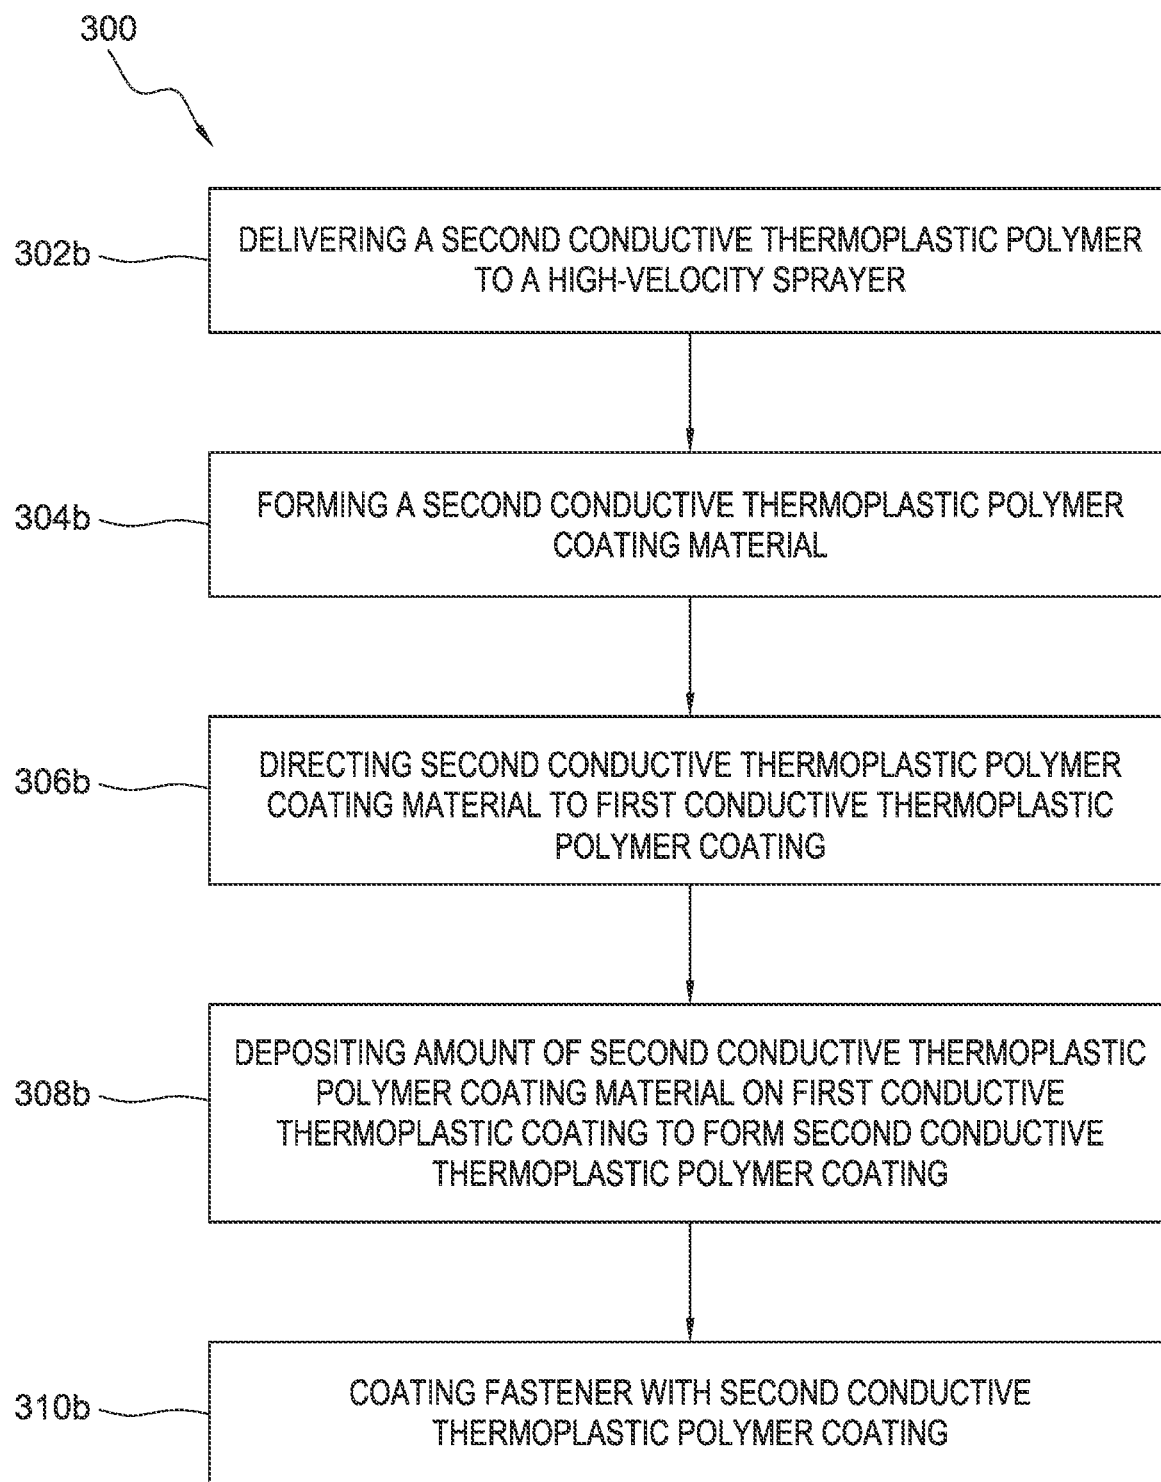 300
302b
DELIVERING A SECOND CONDUCTIVE THERMOPLASTIC POLYMER
TO A HIGH-VELOCITY SPRAYER
304b
FORMING A SECOND CONDUCTIVE THERMOPLASTIC POLYMER
COATING MATERIAL
306b
DIRECTING SECOND CONDUCTIVE THERMOPLASTIC POLYMER
COATING MATERIAL TO FIRST CONDUCTIVE THERMOPLASTIC
POLYMER COATING
308b
DEPOSITING AMOUNT OF SECOND CONDUCTIVE THERMOPLASTIC
POLYMER COATING MATERIAL ON FIRST CONDUCTIVE
THERMOPLASTIC COATING TO FORM SECOND CONDUCTIVE
THERMOPLASTIC POLYMER COATING
310b
COATING FASTENER WITH SECOND CONDUCTIVE
THERMOPLASTIC POLYMER COATING